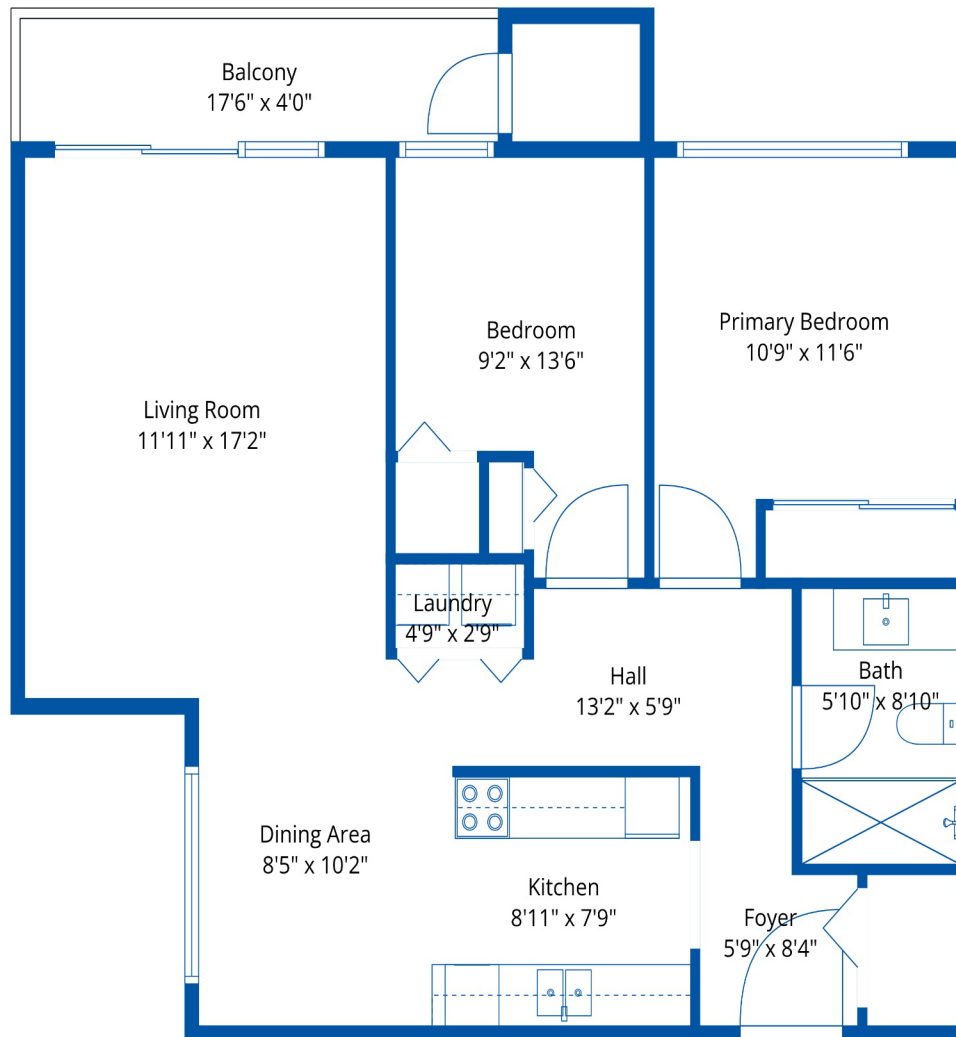 Balcony
17'6" x 4'0"
Bedroom
9'2" x 13'6"
Primary Bedroom
10'9" x 11'6"
Living Room
11'11" x 17'2"
Laundry
4'9" x 2'9"
Hall
13'2" x 5'9"
Bath
5'10" x 8'10"
Dining Area
8'5" x 10'2"
Kitchen
8'11" x 7'9"
Foyer
5'9" x 8'4"